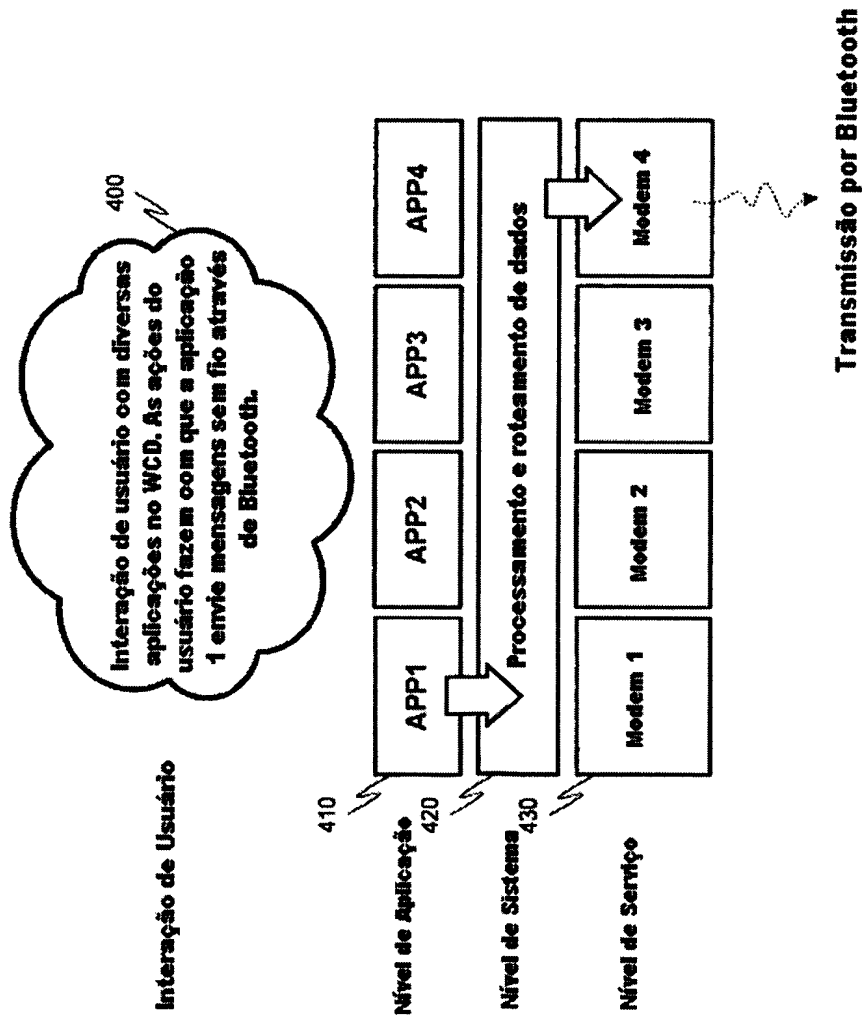 Interação de Usuário
400
Interação de usuário com diversas
aplicações no WCD. As ações do
usuário fazem com que a aplicação
1 envie mensagens sem fio através
de Bluetooth.
410
Nível de Aplicação
APP1
APP2
APP3
APP4
420
Nível de Sistema
Processamento e roteamento de dados
430
Nível de Serviço
Modem 1
Modem 2
Modem 3
Modem 4
Transmissão por Bluetooth